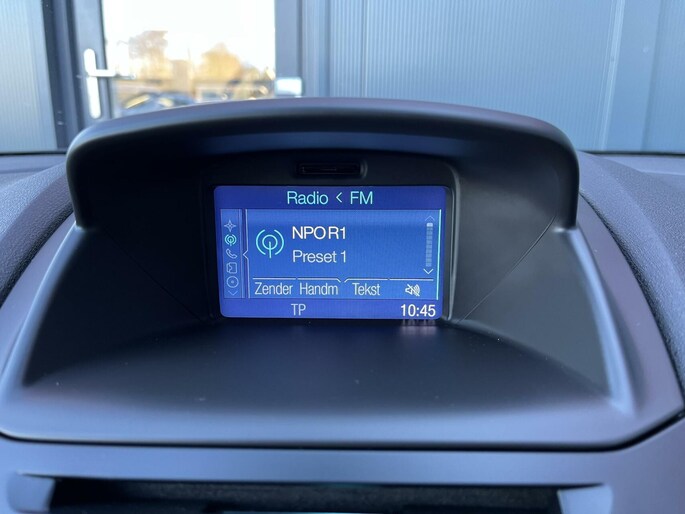 Radio < FM
NPO R1
Preset 1
Zender Handm Tekst
TP 10:45